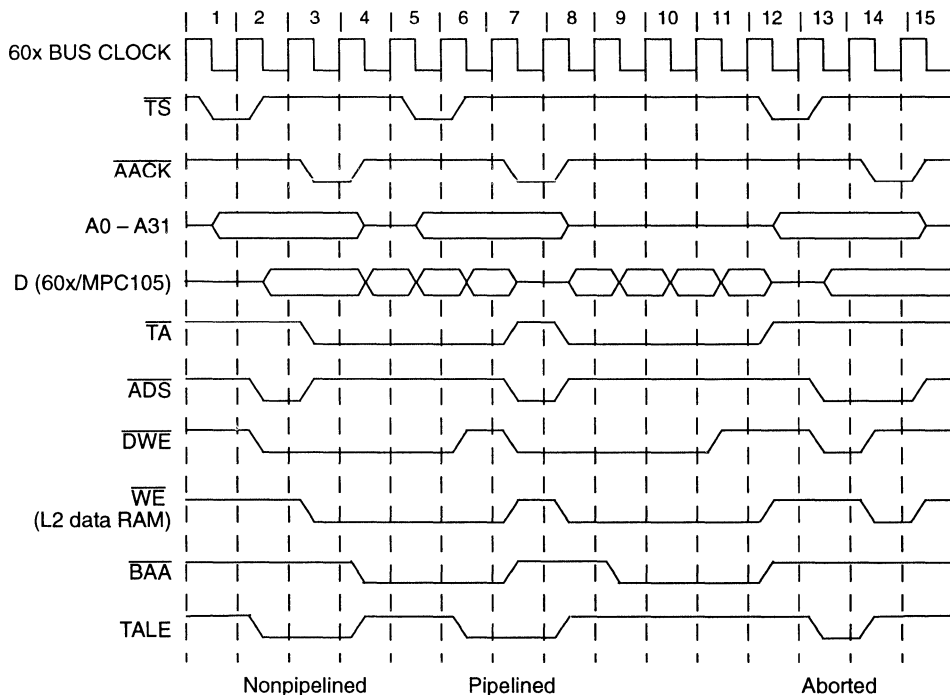 1 2 3 4 5 6 7 8 9 10 11 12 13 14 15
60x BUS CLOCK
TS
AACK
A0 – A31
D (60x/MPC105)
TA
ADS
DWE
WE
(L2 data RAM)
BAA
TALE
Nonpipelined Pipelined Aborted